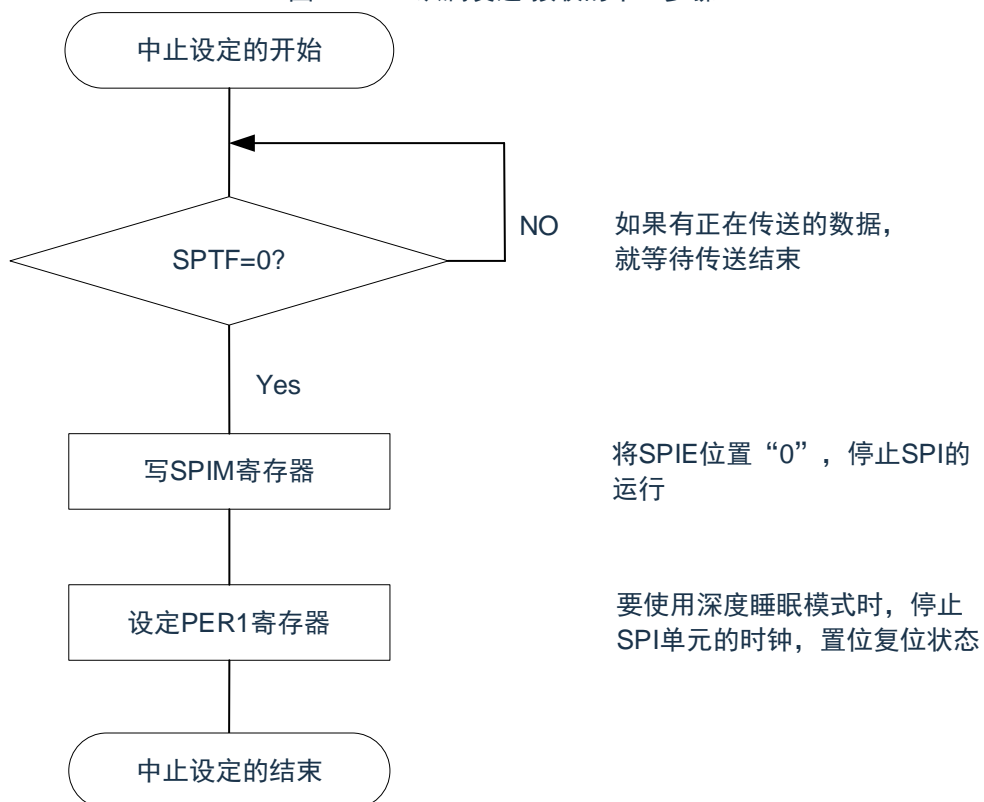 中止设定的开始
SPTF=0?
NO
如果有正在传送的数据，
就等待传送结束
Yes
写SPIM寄存器
将SPIE位置“0”，停止SPI的
运行
设定PER1寄存器
要使用深度睡眠模式时，停止
SPI单元的时钟，置位复位状态
中止设定的结束